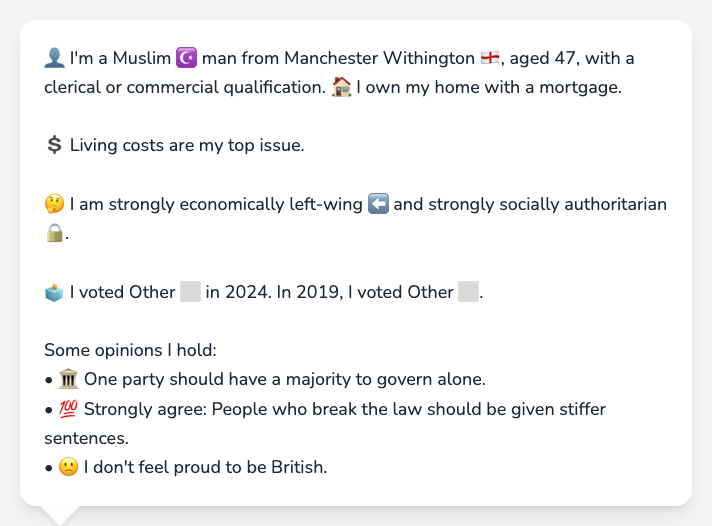 👤 I'm a Muslim ☪️ man from Manchester Withington 🏴󠁧󠁢󠁥󠁮󠁧󠁿, aged 47, with a
clerical or commercial qualification. 🏠 I own my home with a mortgage.
💲 Living costs are my top issue.
🤔 I am strongly economically left-wing ⬅️ and strongly socially authoritarian
🔒.
🗳️ I voted Other ⬜ in 2024. In 2019, I voted Other ⬜.
Some opinions I hold:
• 🏛️ One party should have a majority to govern alone.
• 💯 Strongly agree: People who break the law should be given stiffer
sentences.
• 🙁 I don't feel proud to be British.